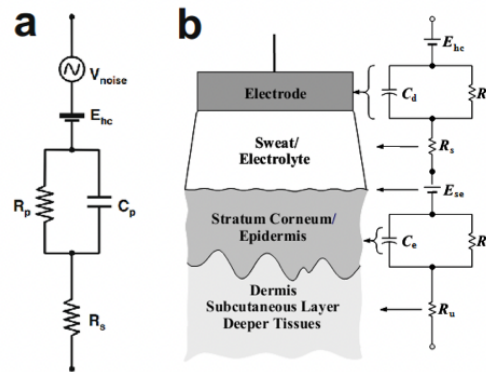 a
V_noise
E_hc
R_p
C_p
R_s
b
Electrode
Sweat/
Electrolyte
Stratum Corneum/
Epidermis
Dermis
Subcutaneous Layer
Deeper Tissues
E_hc
C_d
R
R_s
E_se
C_e
R
R_u